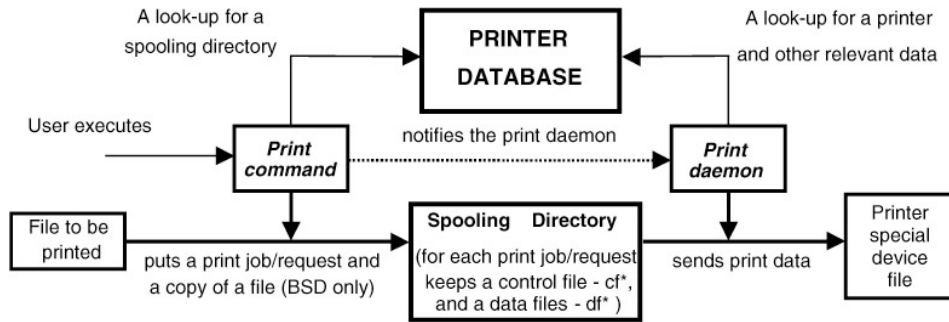 A look-up for a
spooling directory
PRINTER
DATABASE
A look-up for a printer
and other relevant data
User executes
Print
command
notifies the print daemon
Print
daemon
File to be
printed
puts a print job/request and
a copy of a file (BSD only)
Spooling Directory
(for each print job/request
keeps a control file - cf*,
and a data files - df* )
sends print data
Printer
special
device
file